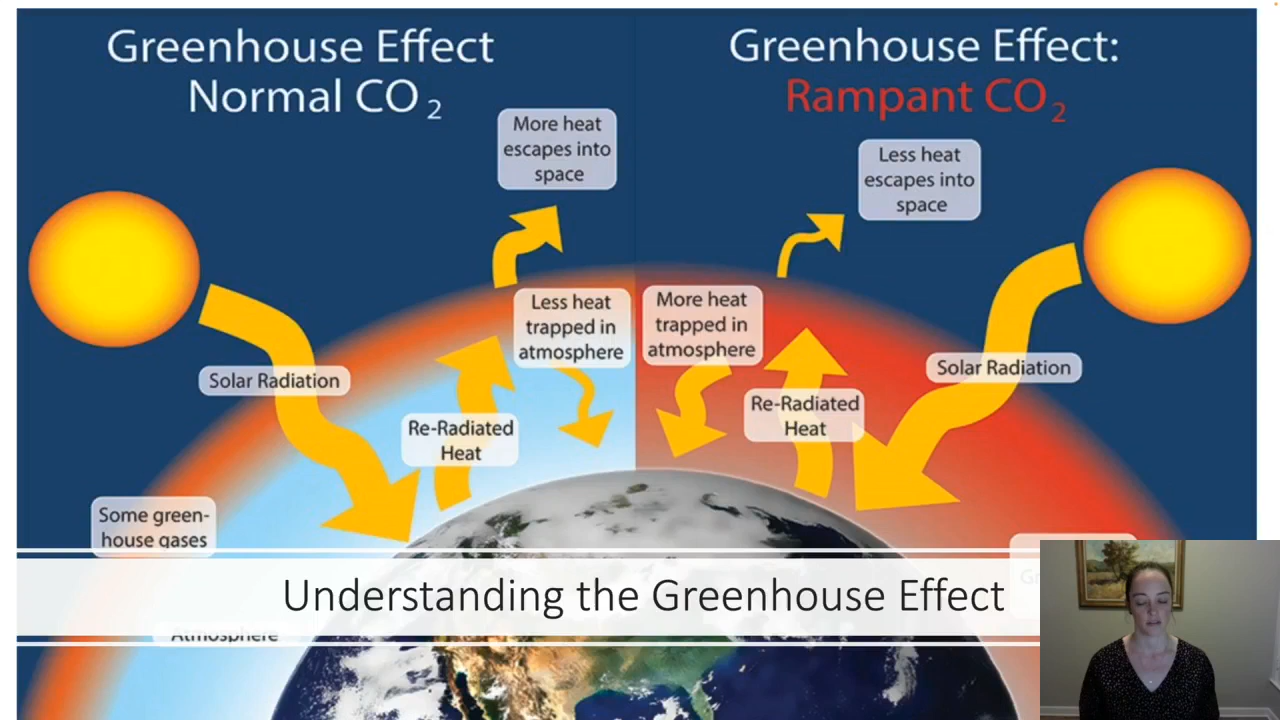 Greenhouse Effect
Normal CO₂
Greenhouse Effect:
Rampant CO₂
More heat
escapes into
space
Less heat
escapes into
space
Less heat
trapped in
atmosphere
More heat
trapped in
atmosphere
Solar Radiation
Solar Radiation
Re-Radiated
Heat
Re-Radiated
Heat
Some green-
house gases
Understanding the Greenhouse Effect
Atmosphere